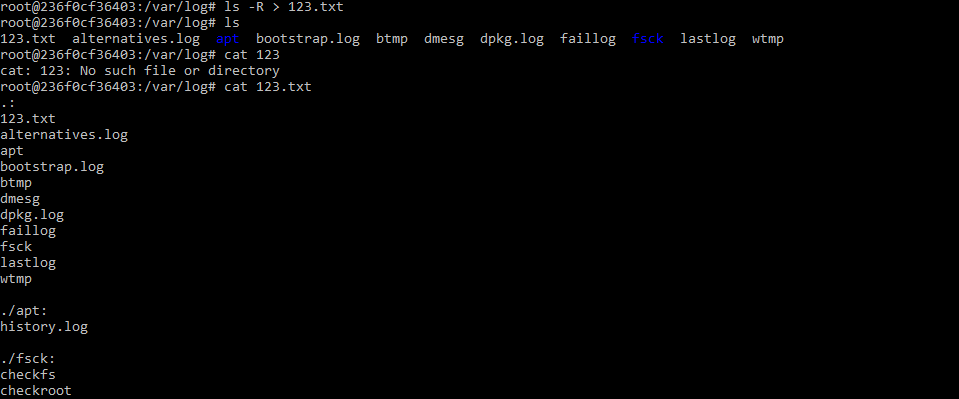 root@236f0cf36403:/var/log# ls -R > 123.txt
root@236f0cf36403:/var/log# ls
123.txt  alternatives.log  apt  bootstrap.log  btmp  dmesg  dpkg.log  faillog  fsck  lastlog  wtmp
root@236f0cf36403:/var/log# cat 123
cat: 123: No such file or directory
root@236f0cf36403:/var/log# cat 123.txt
.:
123.txt
alternatives.log
apt
bootstrap.log
btmp
dmesg
dpkg.log
faillog
fsck
lastlog
wtmp

./apt:
history.log

./fsck:
checkfs
checkroot